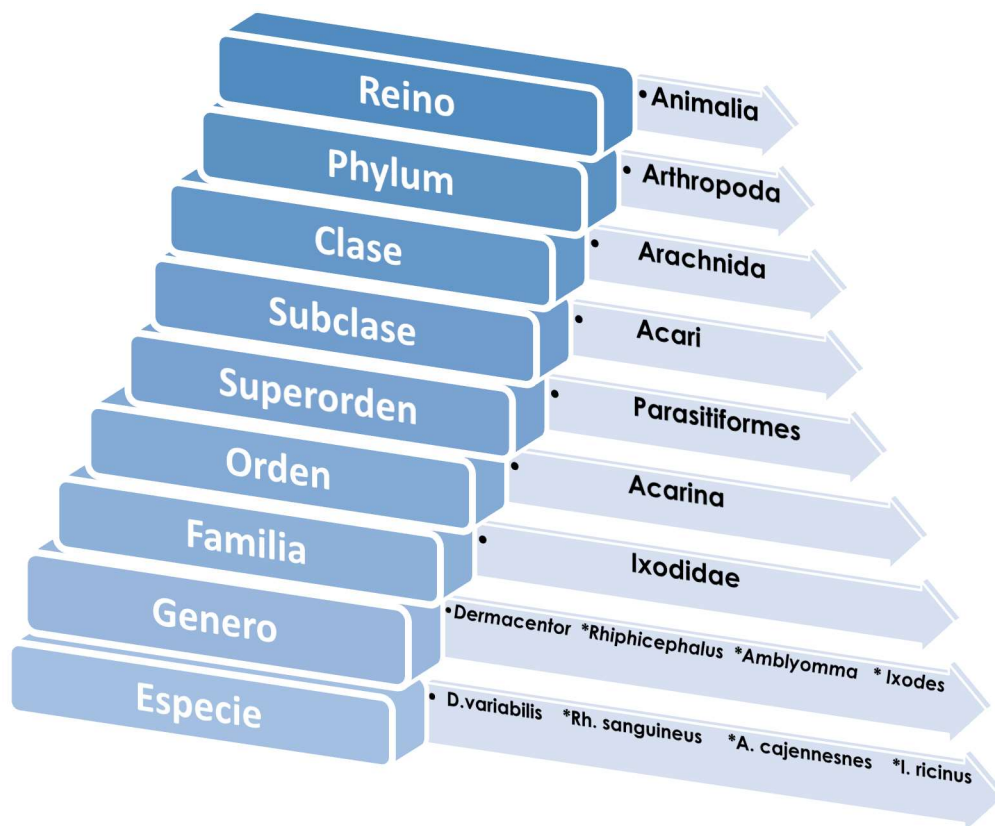 Reino
• Animalia
Phylum
• Arthropoda
Clase
• Arachnida
Subclase
• Acari
Superorden
• Parasitiformes
Orden
• Acarina
Familia
• Ixodidae
Genero
•Dermacentor *Rhiphicephalus *Amblyomma * Ixodes
Especie
• D.variabilis *Rh. sanguineus *A. cajennesnes *I. ricinus